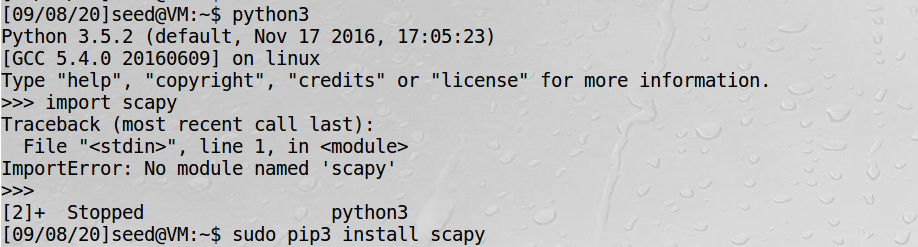 [09/08/20]seed@VM:~$ python3
Python 3.5.2 (default, Nov 17 2016, 17:05:23)
[GCC 5.4.0 20160609] on linux
Type "help", "copyright", "credits" or "license" for more information.
>>> import scapy
Traceback (most recent call last):
  File "<stdin>", line 1, in <module>
ImportError: No module named 'scapy'
>>>
[2]+  Stopped                 python3
[09/08/20]seed@VM:~$ sudo pip3 install scapy